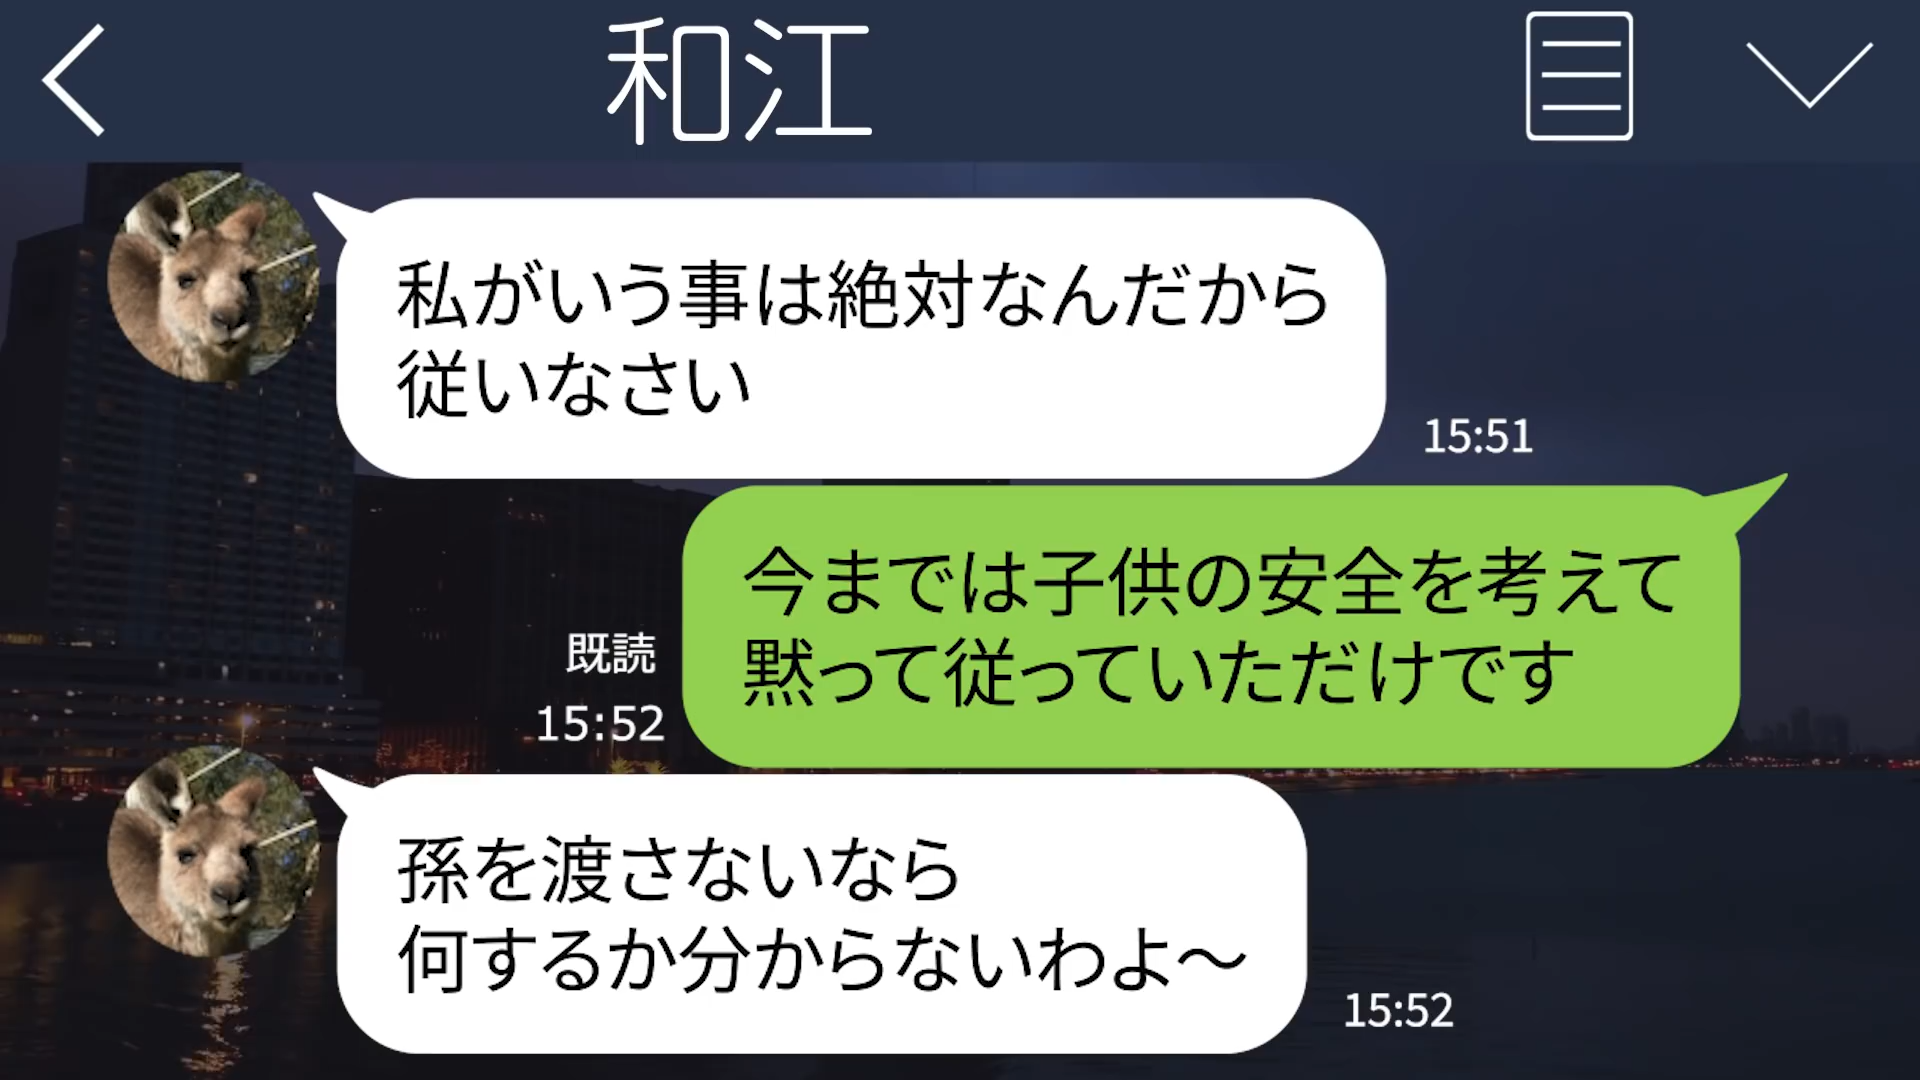 和江
私がいう事は絶対なんだから
従いなさい
15:51
今までは子供の安全を考えて
黙って従っていただけです
既読
15:52
孫を渡さないなら
何するか分からないわよ〜
15:52